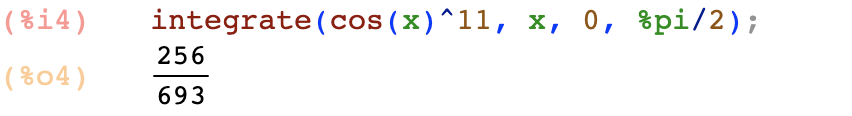 (%i4) integrate(cos(x)^11, x, 0, %pi/2);
256
(%o4)
693